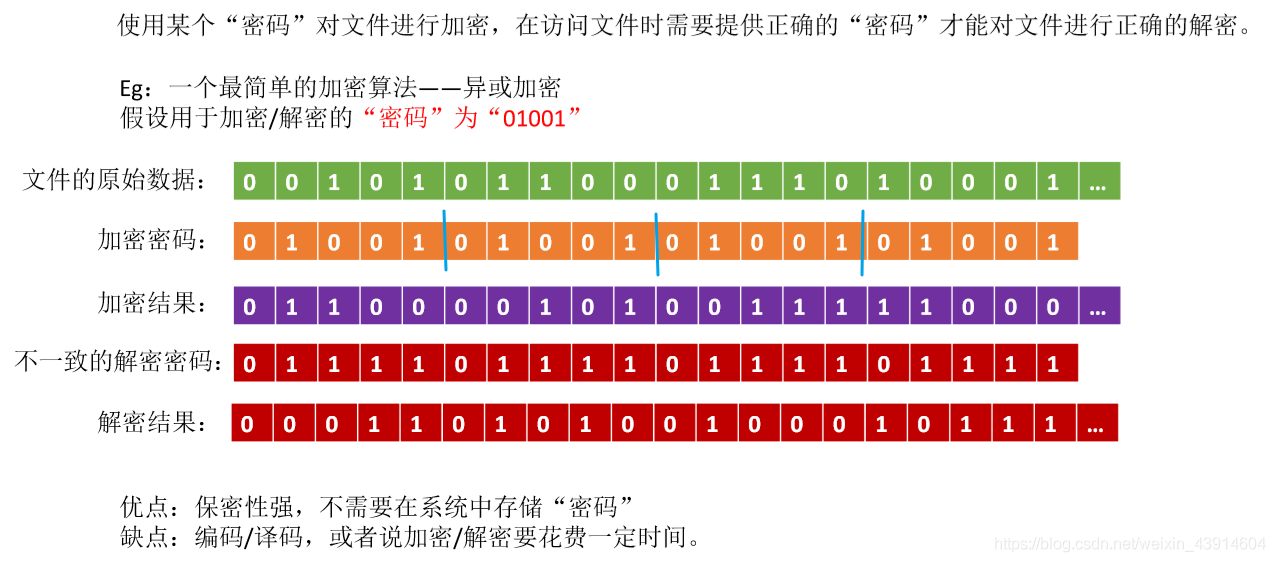 使用某个“密码”对文件进行加密，在访问文件时需要提供正确的“密码”才能对文件进行正确的解密。
Eg：一个最简单的加密算法——异或加密
假设用于加密/解密的“密码”为“01001”
文件的原始数据： 0 0 1 0 1 0 1 1 0 0 0 1 1 1 0 1 0 0 0 1 ...
加密密码： 0 1 0 0 1 0 1 0 0 1 0 1 0 0 1 0 1 0 0 1
加密结果： 0 1 1 0 0 0 0 1 0 1 0 0 1 1 1 1 1 0 0 0 ...
不一致的解密密码： 0 1 1 1 1 0 1 1 1 1 0 1 1 1 1 0 1 1 1 1
解密结果： 0 0 0 1 1 0 1 0 1 0 0 1 0 0 0 1 0 1 1 1 ...
优点：保密性强，不需要在系统中存储“密码”
缺点：编码/译码，或者说加密/解密要花费一定时间。
https://blog.csdn.net/weixin_43914604